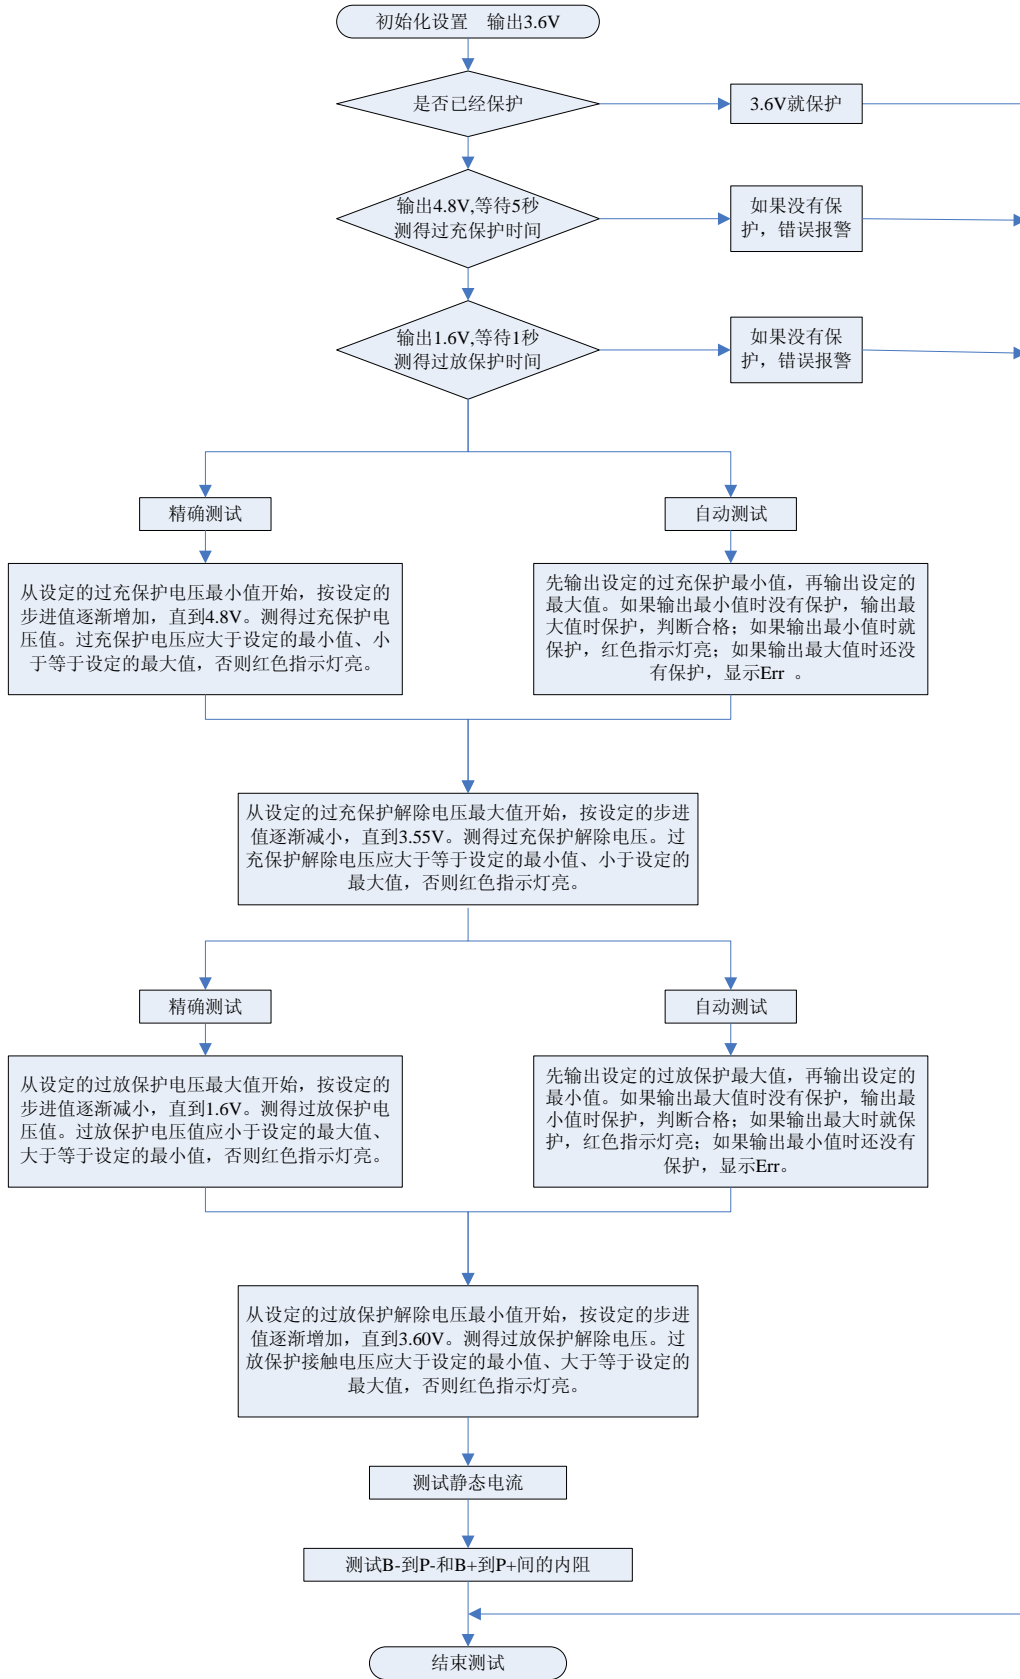 初始化设置 输出3.6V
是否已经保护
3.6V就保护
输出4.8V,等待5秒
测得过充保护时间
如果没有保
护，错误报警
输出1.6V,等待1秒
测得过放保护时间
如果没有保
护，错误报警
精确测试
自动测试
从设定的过充保护电压最小值开始，按设定的
步进值逐渐增加，直到4.8V。测得过充保护电
压值。过充保护电压应大于设定的最小值、小
于等于设定的最大值，否则红色指示灯亮。
先输出设定的过充保护最小值，再输出设定的
最大值。如果输出最小值时没有保护，输出最
大值时保护，判断合格；如果输出最小值时就
保护，红色指示灯亮；如果输出最大值时还没
有保护，显示Err 。
从设定的过充保护解除电压最大值开始，按设定的步进
值逐渐减小，直到3.55V。测得过充保护解除电压。过
充保护解除电压应大于等于设定的最小值、小于设定的
最大值，否则红色指示灯亮。
精确测试
自动测试
从设定的过放保护电压最大值开始，按设定的
步进值逐渐减小，直到1.6V。测得过放保护电
压值。过放保护电压值应小于设定的最大值、
大于等于设定的最小值，否则红色指示灯亮。
先输出设定的过放保护最大值，再输出设定的
最小值。如果输出最大值时没有保护，输出最
小值时保护，判断合格；如果输出最大时就保
护，红色指示灯亮；如果输出最小值时还没有
保护，显示Err。
从设定的过放保护解除电压最小值开始，按设定的步进
值逐渐增加，直到3.60V。测得过放保护解除电压。过
放保护接触电压应大于设定的最小值、大于等于设定的
最大值，否则红色指示灯亮。
测试静态电流
测试B-到P-和B+到P+间的内阻
结束测试